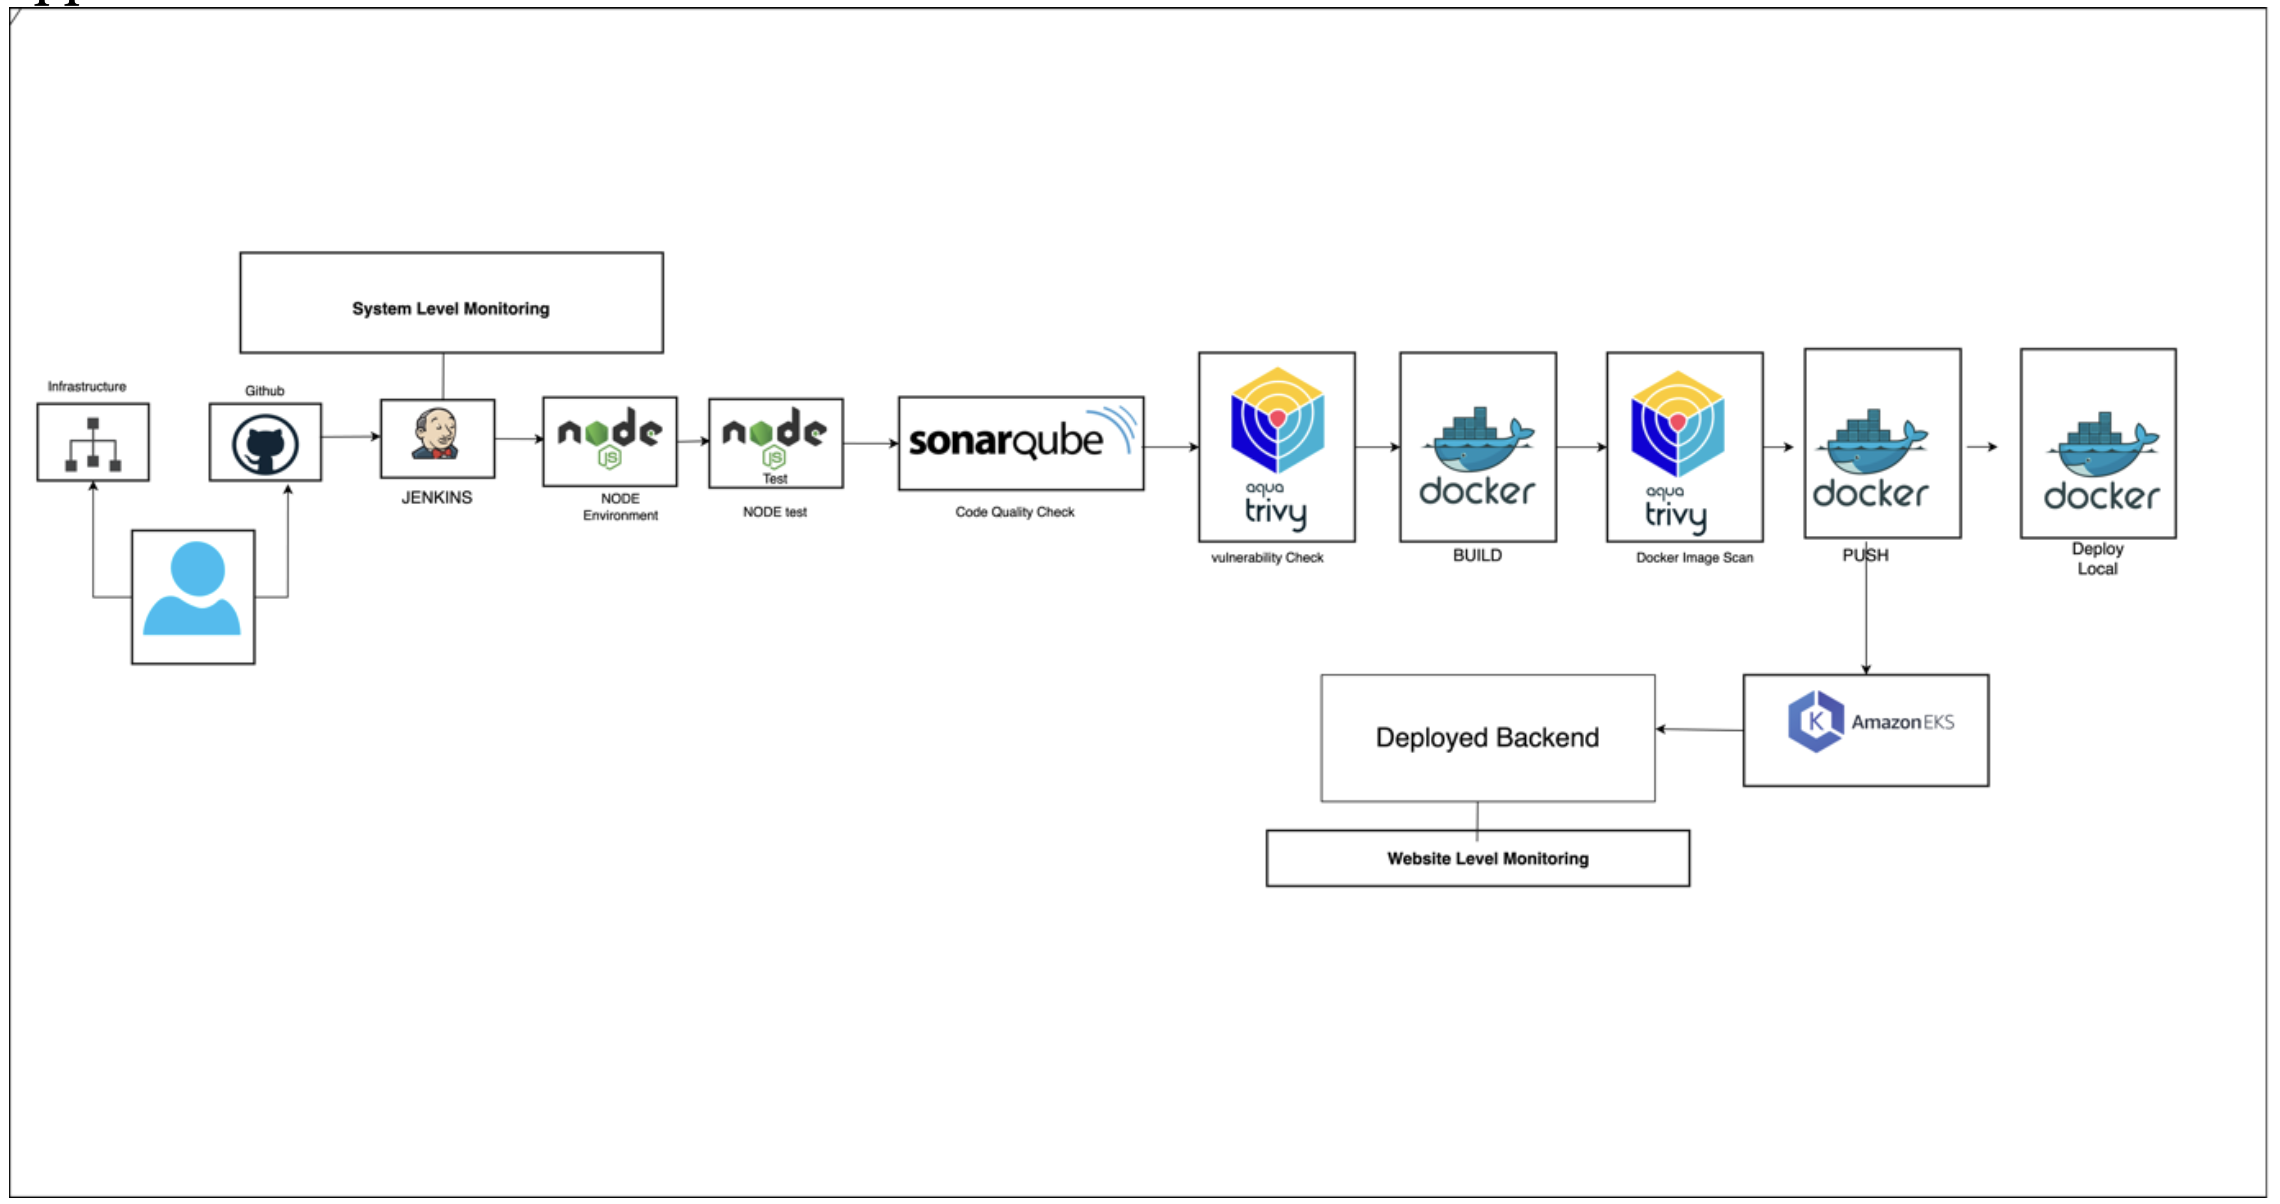 System Level Monitoring
Infrastructure
Github
JENKINS
node
JS
NODE
Environment
node
JS
Test
NODE test
sonarqube
Code Quality Check
aqua
trivy
vulnerability Check
docker
BUILD
aqua
trivy
Docker Image Scan
docker
PUSH
docker
Deploy
Local
K
Amazon EKS
Deployed Backend
Website Level Monitoring